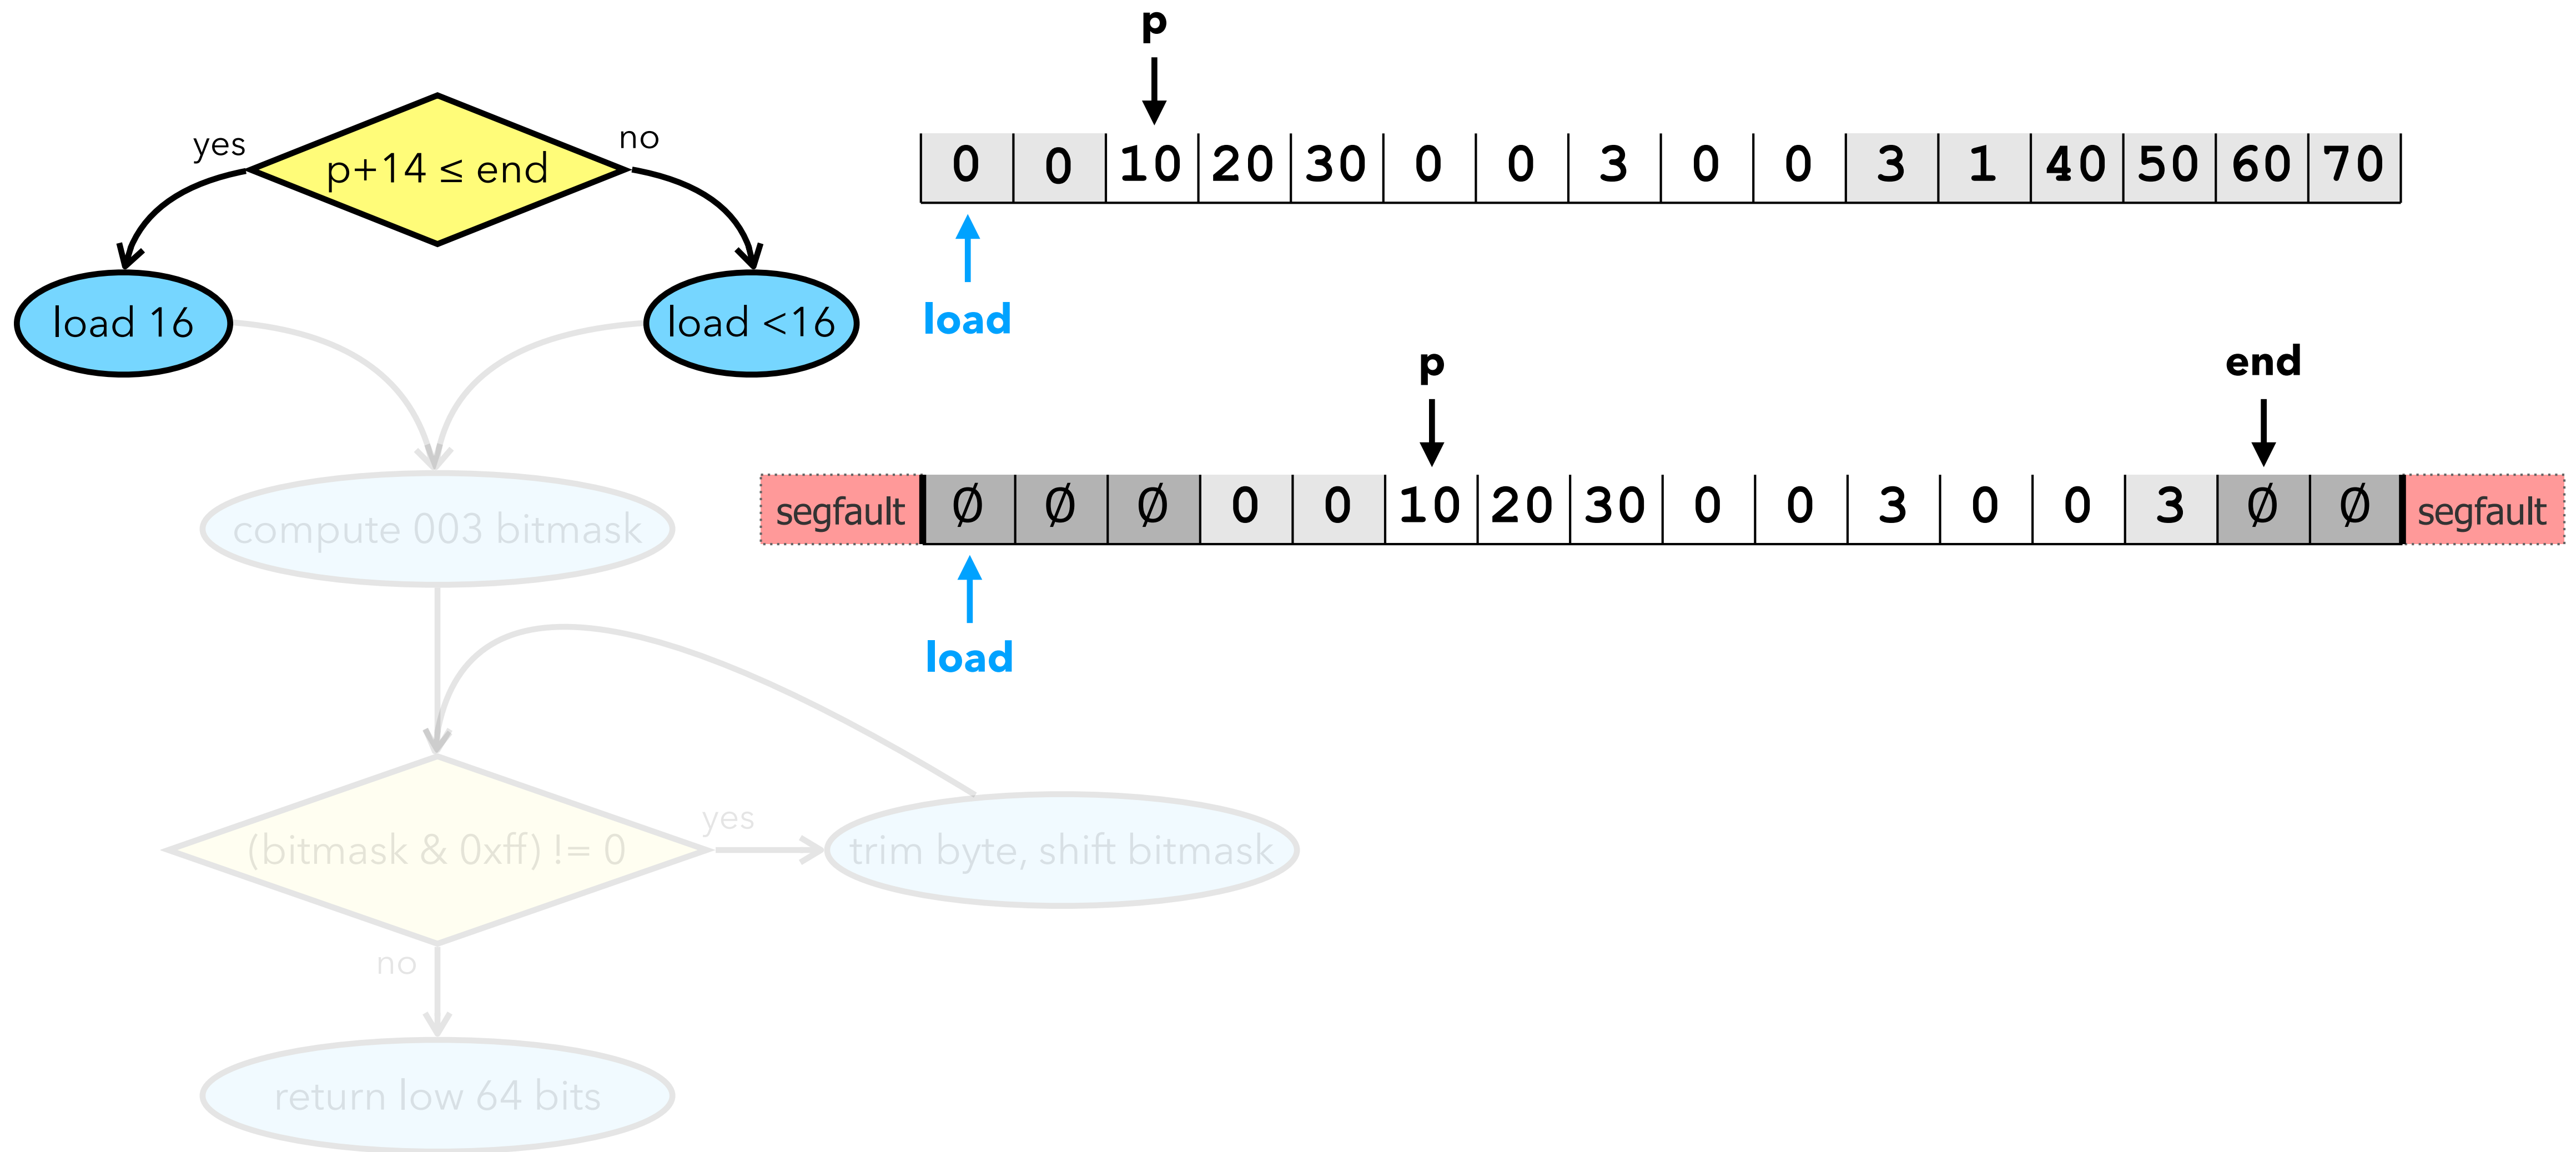 p
yes
no
p+14 ≤ end
0 0 10 20 30 0 0 3 0 0 3 1 40 50 60 70
load 16
load <16
load
p
end
segfault Ø Ø Ø 0 0 10 20 30 0 0 3 0 0 3 Ø Ø segfault
compute 003 bitmask
load
(bitmask & 0xff) != 0
yes
trim byte, shift bitmask
no
return low 64 bits